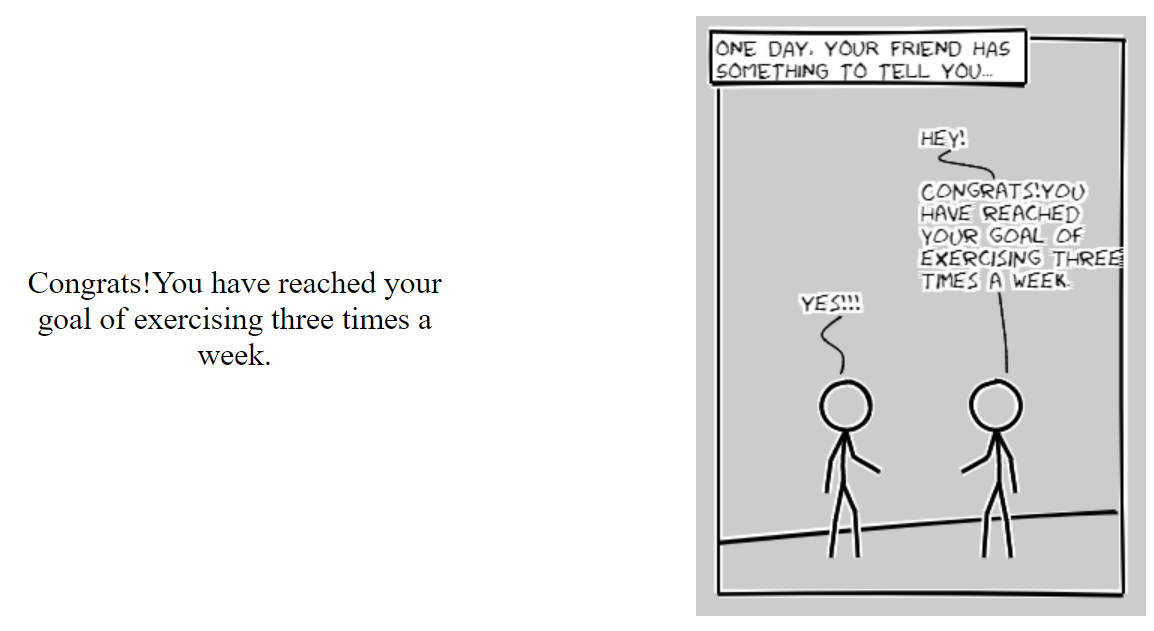 Congrats!You have reached your
goal of exercising three times a
week.
ONE DAY, YOUR FRIEND HAS
SOMETHING TO TELL YOU...
HEY!
CONGRATS!YOU
HAVE REACHED
YOUR GOAL OF
EXERCISING THREE
TIMES A WEEK.
YES!!!